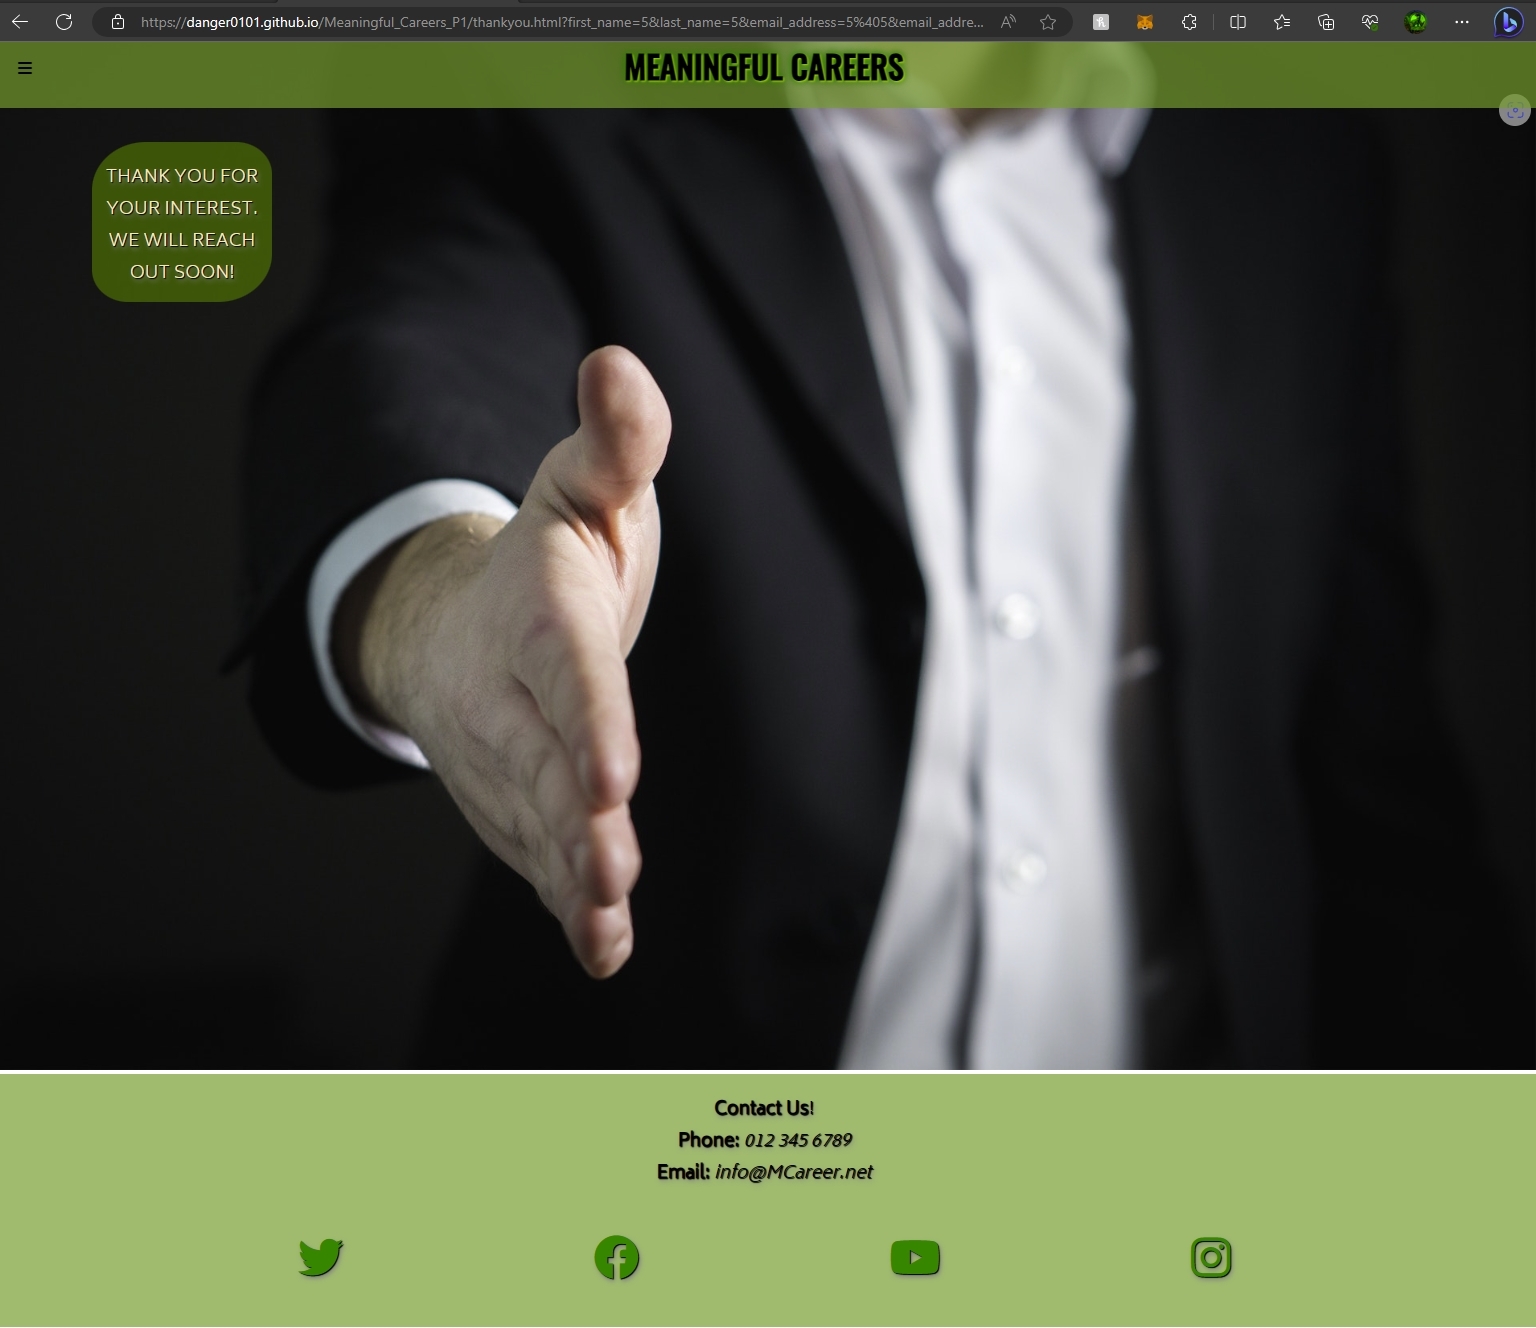 https://danger0101.github.io/Meaningful_Careers_P1/thankyou.html?first_name=5&last_name=5&email_address=5%405&email_addre...
MEANINGFUL CAREERS
THANK YOU FOR
YOUR INTEREST.
WE WILL REACH
OUT SOON!
Contact Us!
Phone: 012 345 6789
Email: info@MCareer.net